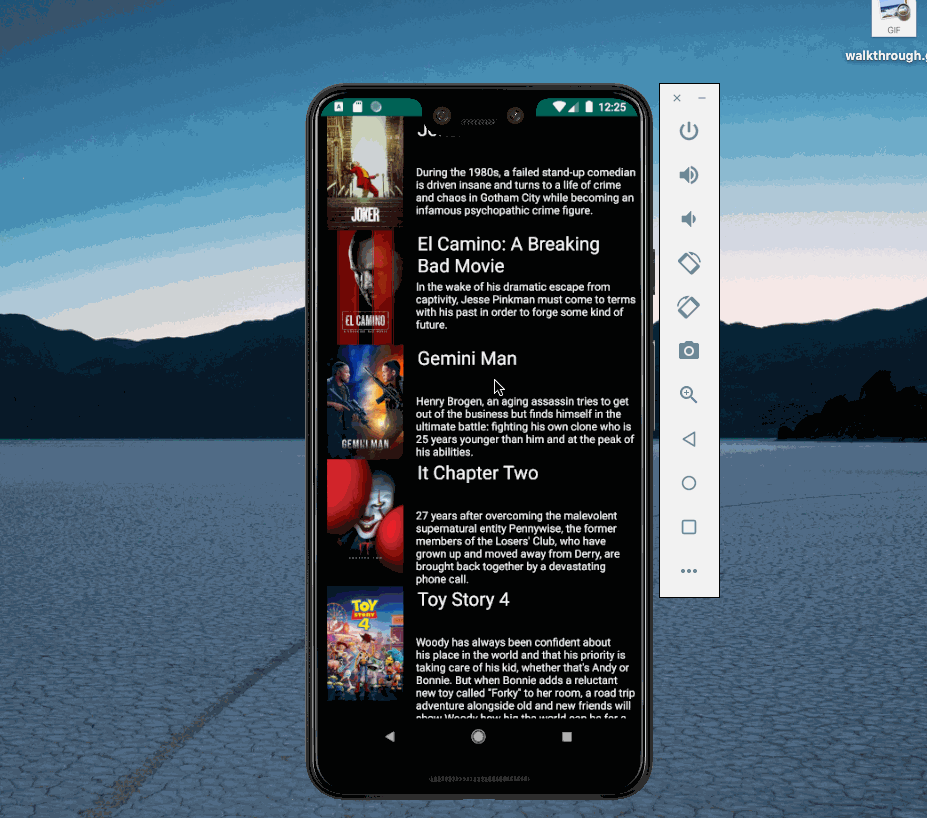 GIF
walkthrough.g
12:25
During the 1980s, a failed stand-up comedian
is driven insane and turns to a life of crime
and chaos in Gotham City while becoming an
infamous psychopathic crime figure.
JOKER
El Camino: A Breaking
Bad Movie
In the wake of his dramatic escape from
captivity, Jesse Pinkman must come to terms
with his past in order to forge some kind of
future.
EL CAMINO
Gemini Man
Henry Brogen, an aging assassin tries to get
out of the business but finds himself in the
ultimate battle: fighting his own clone who is
25 years younger than him and at the peak of
his abilities.
GEMINI MAN
It Chapter Two
27 years after overcoming the malevolent
supernatural entity Pennywise, the former
members of the Losers' Club, who have
grown up and moved away from Derry, are
brought back together by a devastating
phone call.
Toy Story 4
TOY
STORY
4
Woody has always been confident about
his place in the world and that his priority is
taking care of his kid, whether that's Andy or
Bonnie. But when Bonnie adds a reluctant
new toy called "Forky" to her room, a road trip
adventure alongside old and new friends will
show Woody how big the world can be for a